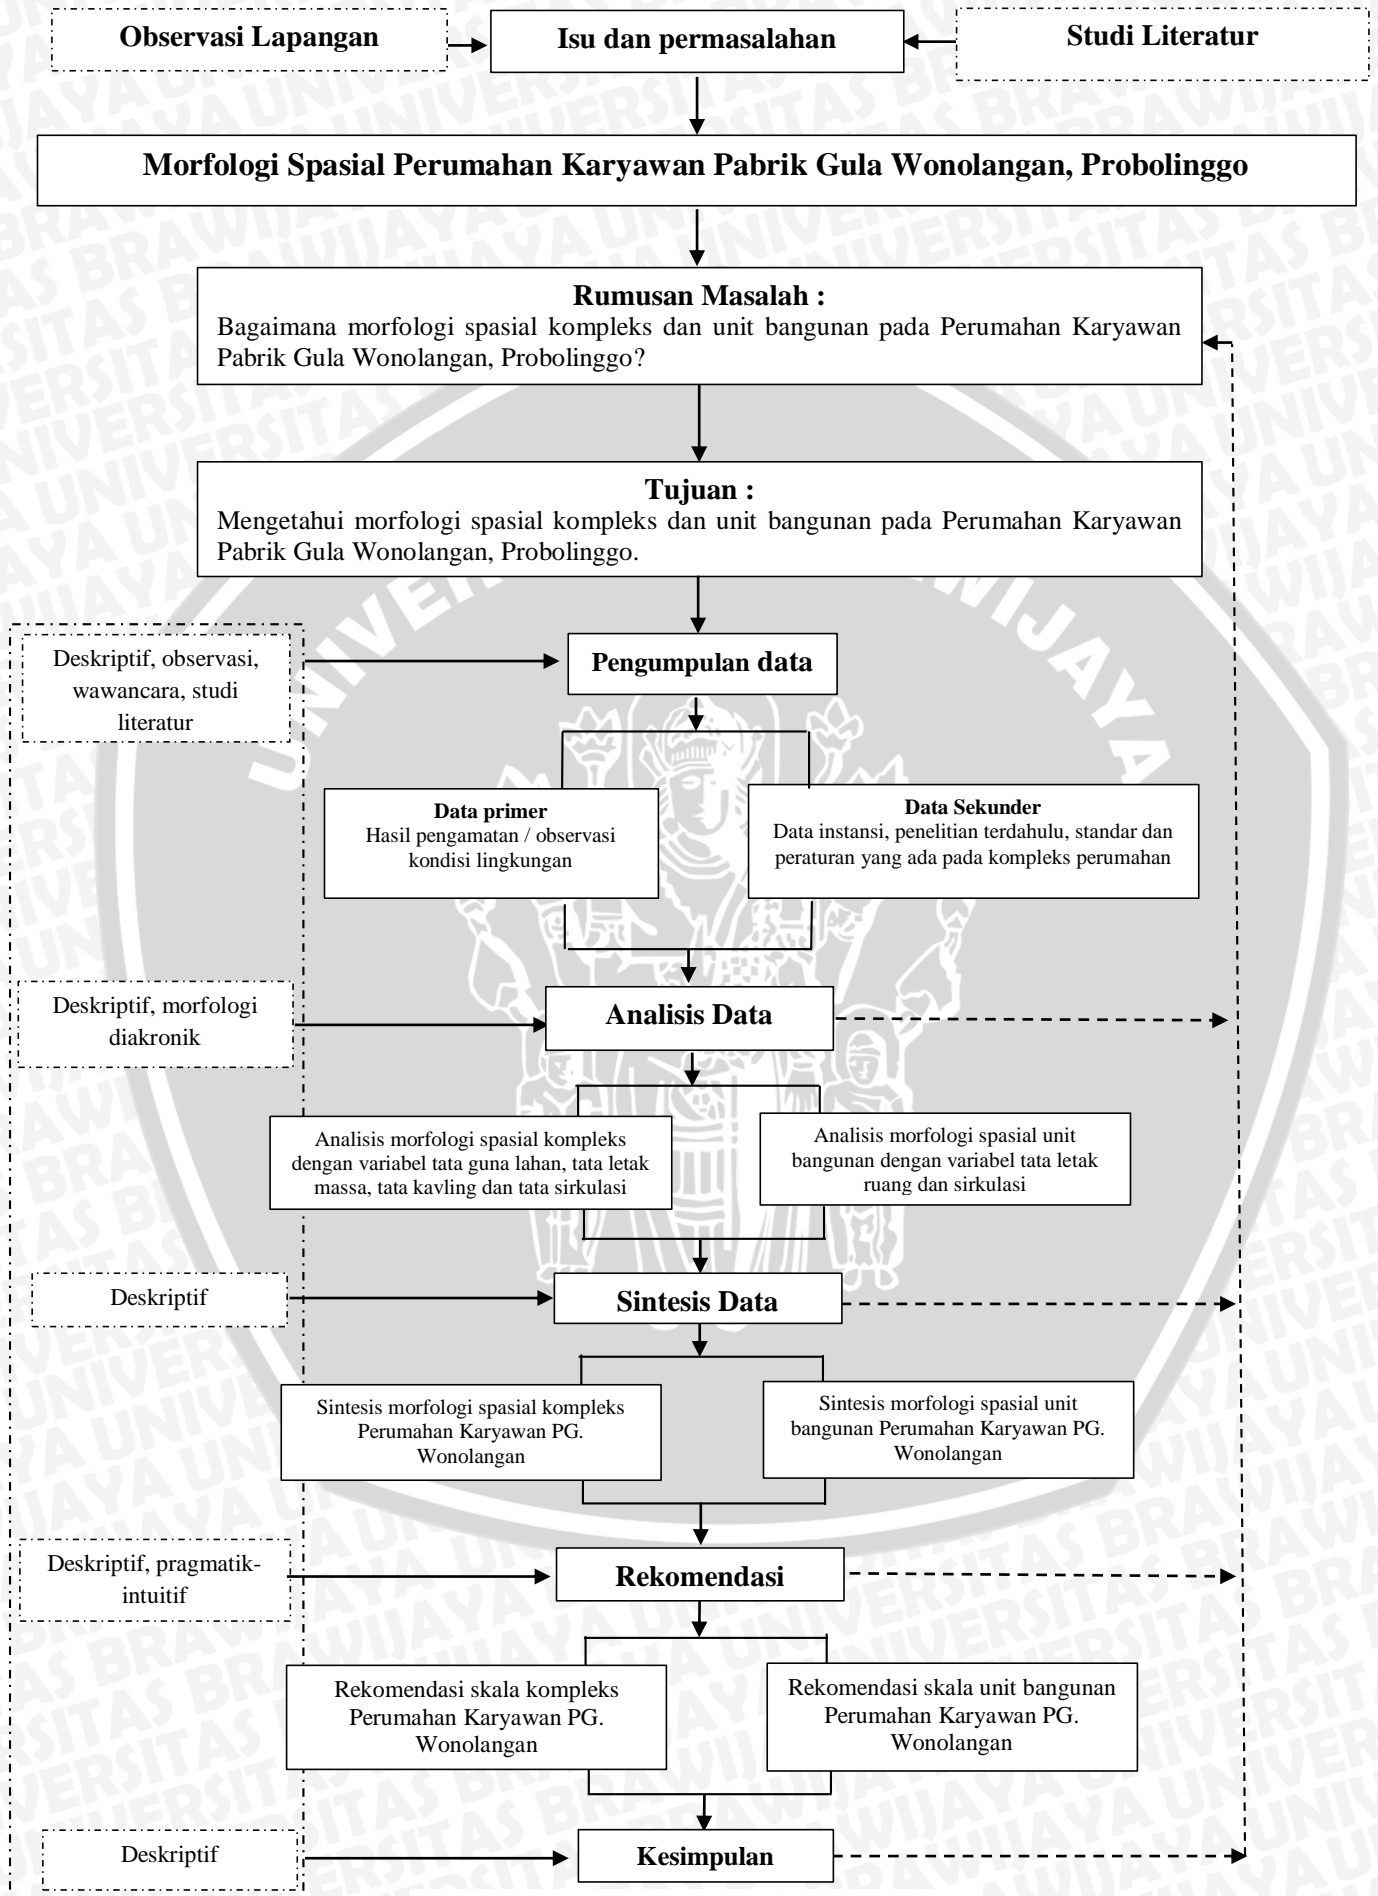 Observasi Lapangan
Isu dan permasalahan
Studi Literatur
Morfologi Spasial Perumahan Karyawan Pabrik Gula Wonolangan, Probolinggo
Rumusan Masalah :
Bagaimana morfologi spasial kompleks dan unit bangunan pada Perumahan Karyawan
Pabrik Gula Wonolangan, Probolinggo?
Tujuan :
Mengetahui morfologi spasial kompleks dan unit bangunan pada Perumahan Karyawan
Pabrik Gula Wonolangan, Probolinggo.
Deskriptif, observasi,
wawancara, studi
literatur
Pengumpulan data
Data primer
Hasil pengamatan / observasi
kondisi lingkungan
Data Sekunder
Data instansi, penelitian terdahulu, standar dan
peraturan yang ada pada kompleks perumahan
Deskriptif, morfologi
diakronik
Analisis Data
Analisis morfologi spasial kompleks
dengan variabel tata guna lahan, tata letak
massa, tata kavling dan tata sirkulasi
Analisis morfologi spasial unit
bangunan dengan variabel tata letak
ruang dan sirkulasi
Deskriptif
Sintesis Data
Sintesis morfologi spasial kompleks
Perumahan Karyawan PG.
Wonolangan
Sintesis morfologi spasial unit
bangunan Perumahan Karyawan PG.
Wonolangan
Deskriptif, pragmatik-
intuitif
Rekomendasi
Rekomendasi skala kompleks
Perumahan Karyawan PG.
Wonolangan
Rekomendasi skala unit bangunan
Perumahan Karyawan PG.
Wonolangan
Deskriptif
Kesimpulan